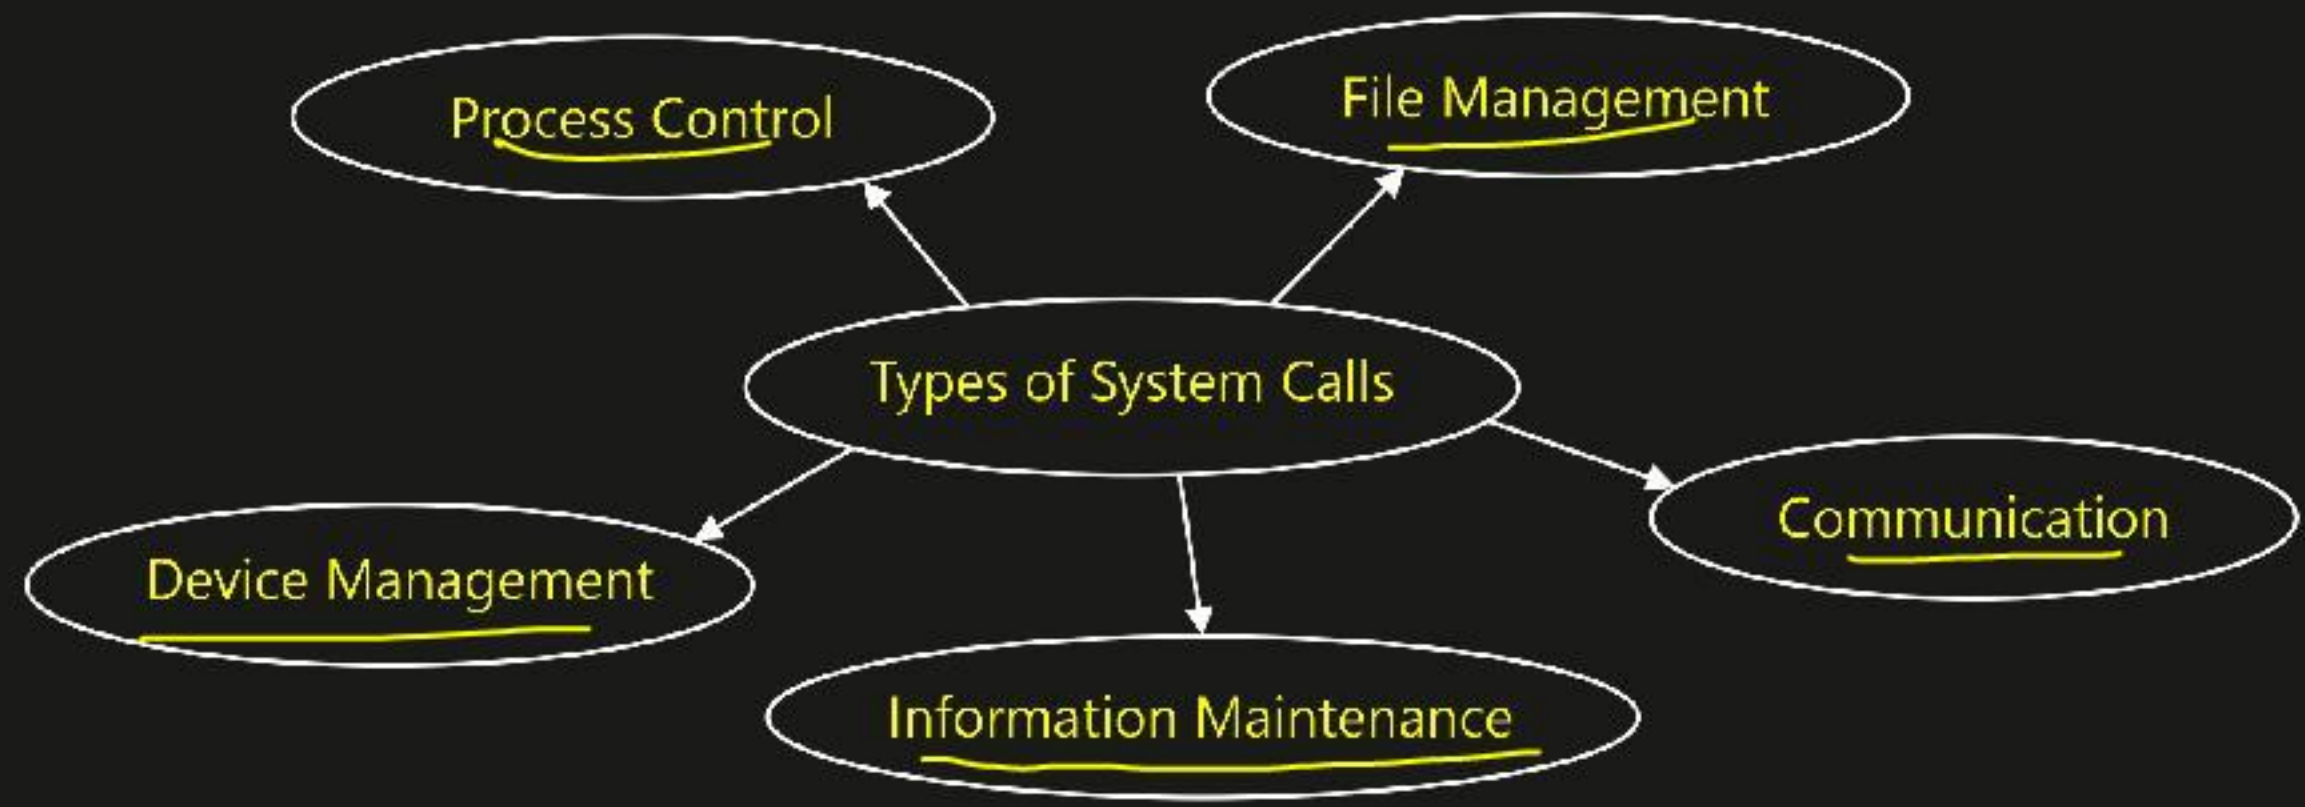 Process Control
File Management
Types of System Calls
Communication
Device Management
Information Maintenance